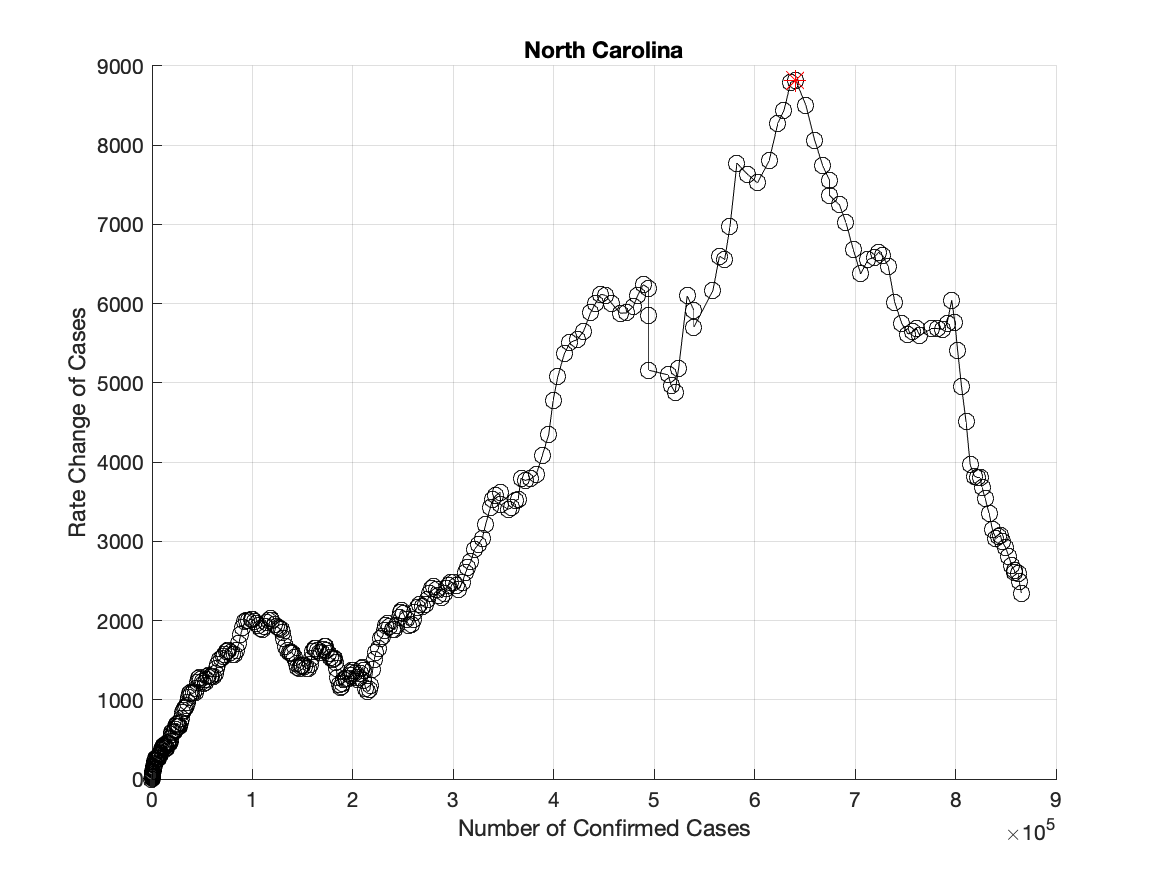 North Carolina
9000
8000
7000
6000
5000
4000
3000
2000
1000
0
Rate Change of Cases
0 1 2 3 4 5 6 7 8 9
Number of Confirmed Cases
×10⁵